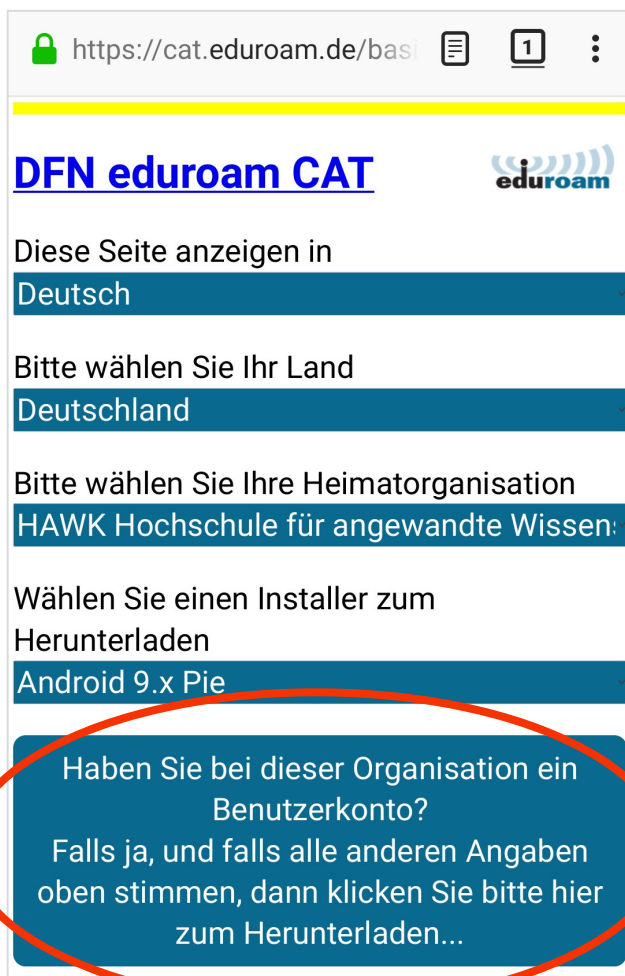 https://cat.eduroam.de/bas
1
DFN eduroam CAT
eduroam
Diese Seite anzeigen in
Deutsch
Bitte wählen Sie Ihr Land
Deutschland
Bitte wählen Sie Ihre Heimatorganisation
HAWK Hochschule für angewandte Wissens
Wählen Sie einen Installer zum
Herunterladen
Android 9.x Pie
Haben Sie bei dieser Organisation ein
Benutzerkonto?
Falls ja, und falls alle anderen Angaben
oben stimmen, dann klicken Sie bitte hier
zum Herunterladen...